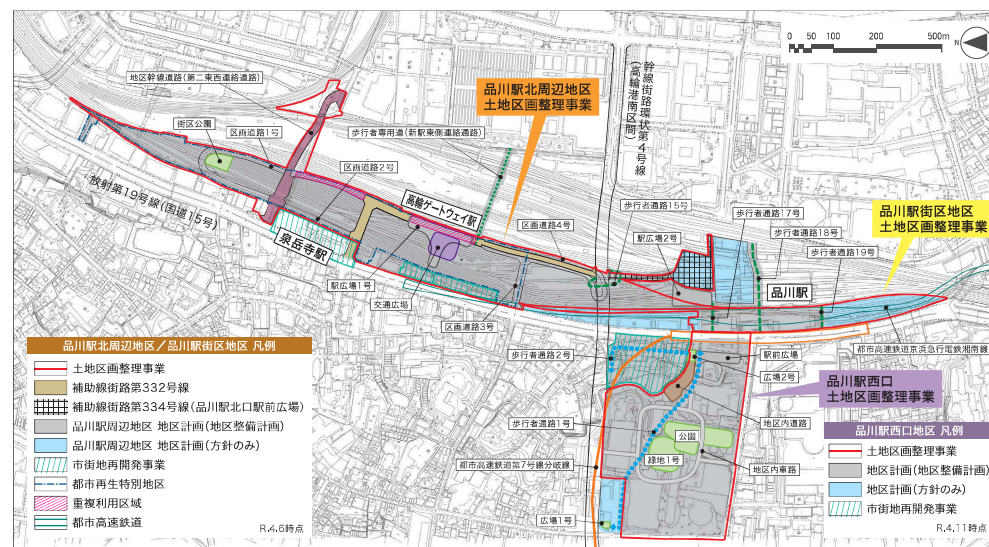 0 50 100 200 500m
N
地区幹線道路(第二東西連絡道路)
品川駅北周辺地区
土地区画整理事業
幹線街路環状第4号線
(高輪港南区間)
街区公園
区画道路1号
歩行者専用道(新駅東側連絡通路)
区画道路2号
放射第19号線(国道15号)
高輪ゲートウェイ駅
泉岳寺駅
歩行者通路15号
歩行者通路17号
品川駅街区地区
土地区画整理事業
区画道路4号
駅広場2号
歩行者通路18号
歩行者通路19号
駅広場1号
交通広場
品川駅
区画道路3号
都市高速鉄道京浜急行電鉄湘南線
歩行者通路2号
駅前広場
広場2号
品川駅西口
土地区画整理事業
地区内道路
歩行者通路1号
公園
緑地1号
都市高速鉄道第7号線分岐線
地区内車路
広場1号
品川駅北周辺地区/品川駅街区地区 凡例
土地区画整理事業
補助線街路第332号線
補助線街路第334号線(品川駅北口駅前広場)
品川駅周辺地区 地区計画(地区整備計画)
品川駅周辺地区 地区計画(方針のみ)
市街地再開発事業
都市再生特別地区
重複利用区域
都市高速鉄道
R.4.6時点
品川駅西口地区 凡例
土地区画整理事業
地区計画(地区整備計画)
地区計画(方針のみ)
市街地再開発事業
R.4.11時点